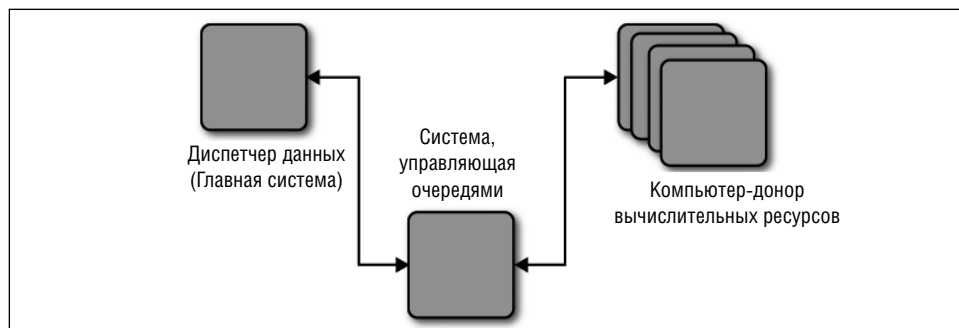 Диспетчер данных
(Главная система)
Система,
управляющая
очередями
Компьютер-донор
вычислительных ресурсов